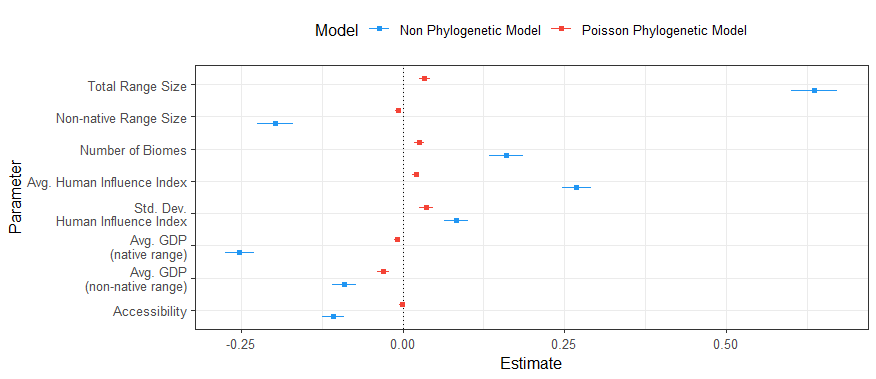 Model Non Phylogenetic Model Poisson Phylogenetic Model
Parameter
Total Range Size
Non-native Range Size
Number of Biomes
Avg. Human Influence Index
Std. Dev.
Human Influence Index
Avg. GDP
(native range)
Avg. GDP
(non-native range)
Accessibility
-0.25 0.00 0.25 0.50
Estimate